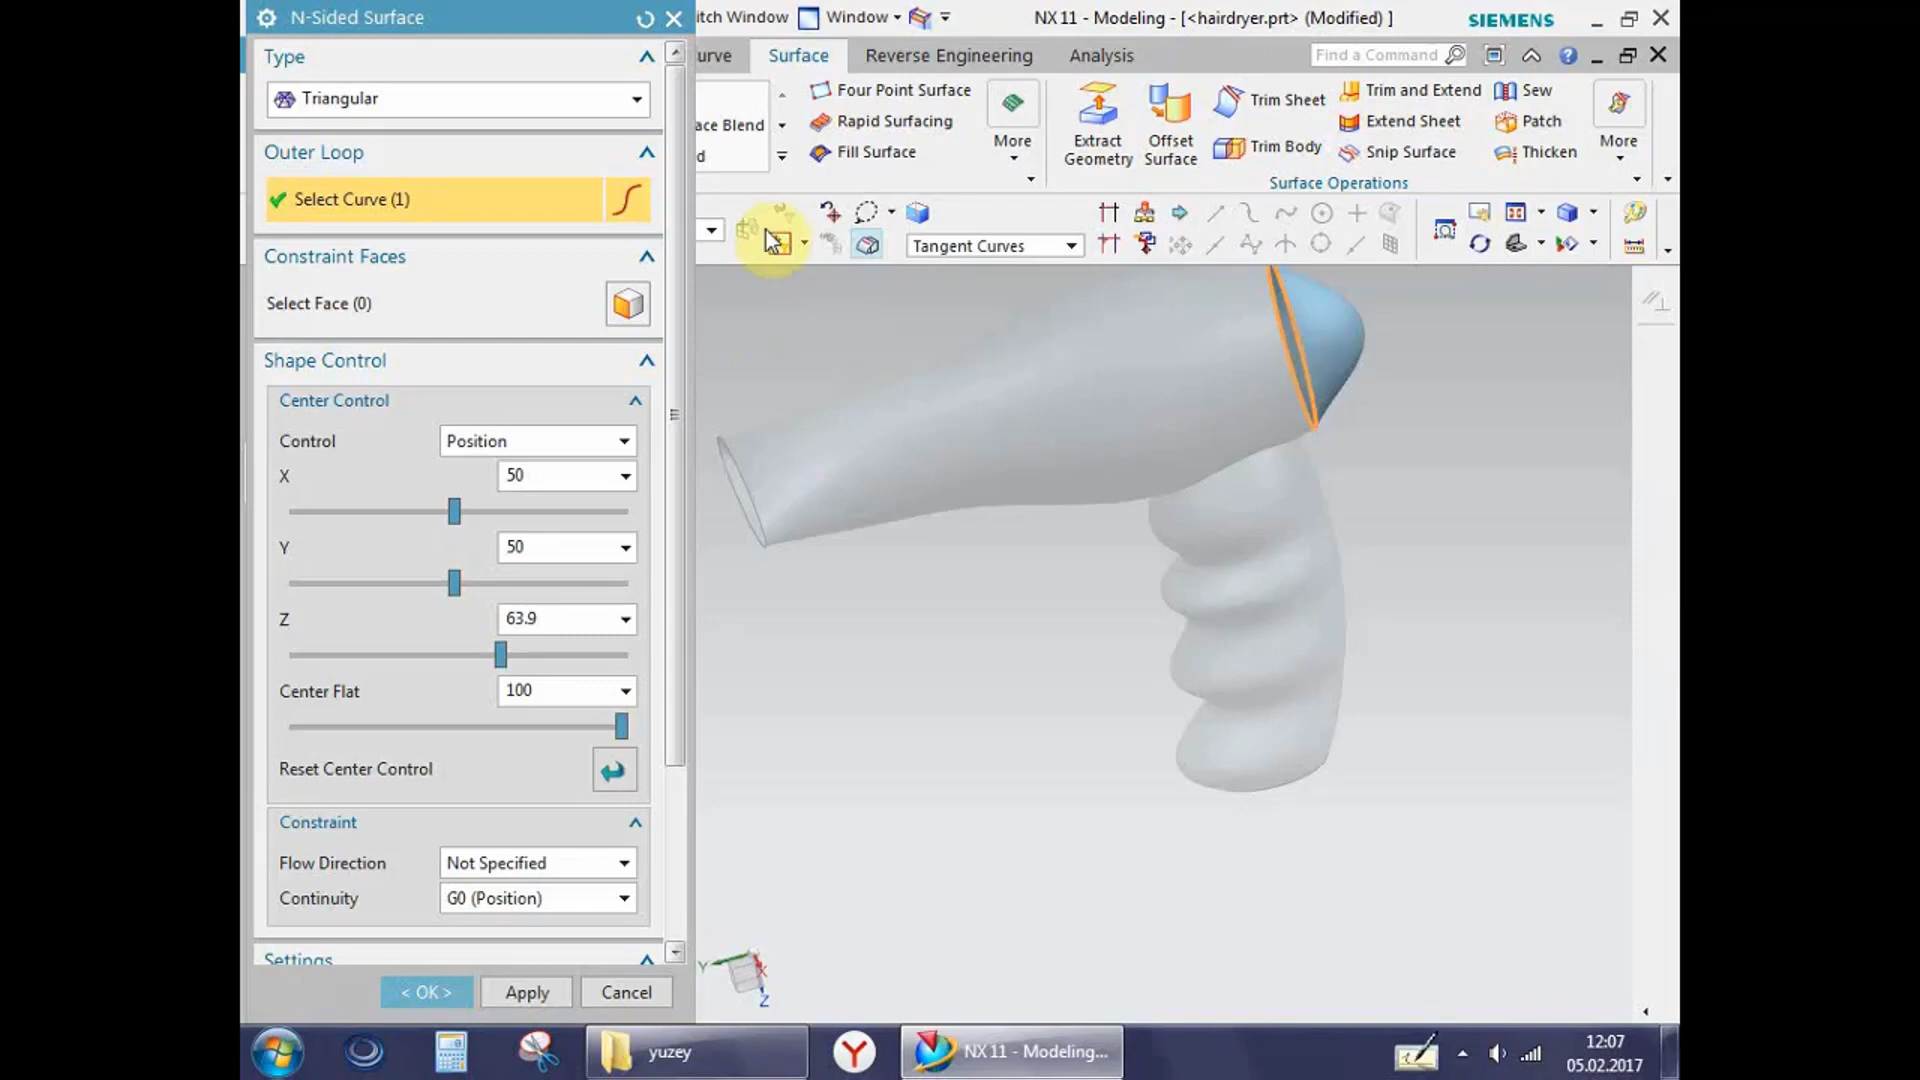 N-Sided Surface
itch Window
Window
NX 11 - Modeling - [<hairdryer.prt> (Modified) ]
SIEMENS
Type
Triangular
urve
Surface
Reverse Engineering
Analysis
Find a Command
Outer Loop
Select Curve (1)
Constraint Faces
Select Face (0)
Shape Control
Center Control
Control
Position
X
50
Y
50
Z
63.9
Center Flat
100
Reset Center Control
Constraint
Flow Direction
Not Specified
Continuity
G0 (Position)
Settings
< OK >
Apply
Cancel
ace Blend
d
Four Point Surface
Rapid Surfacing
Fill Surface
More
Extract
Geometry
Offset
Surface
Trim Sheet
Trim Body
Trim and Extend
Extend Sheet
Snip Surface
Sew
Patch
Thicken
More
Surface Operations
Tangent Curves
Y
X
Z
yuzey
Y
NX 11 - Modeling...
12:07
05.02.2017